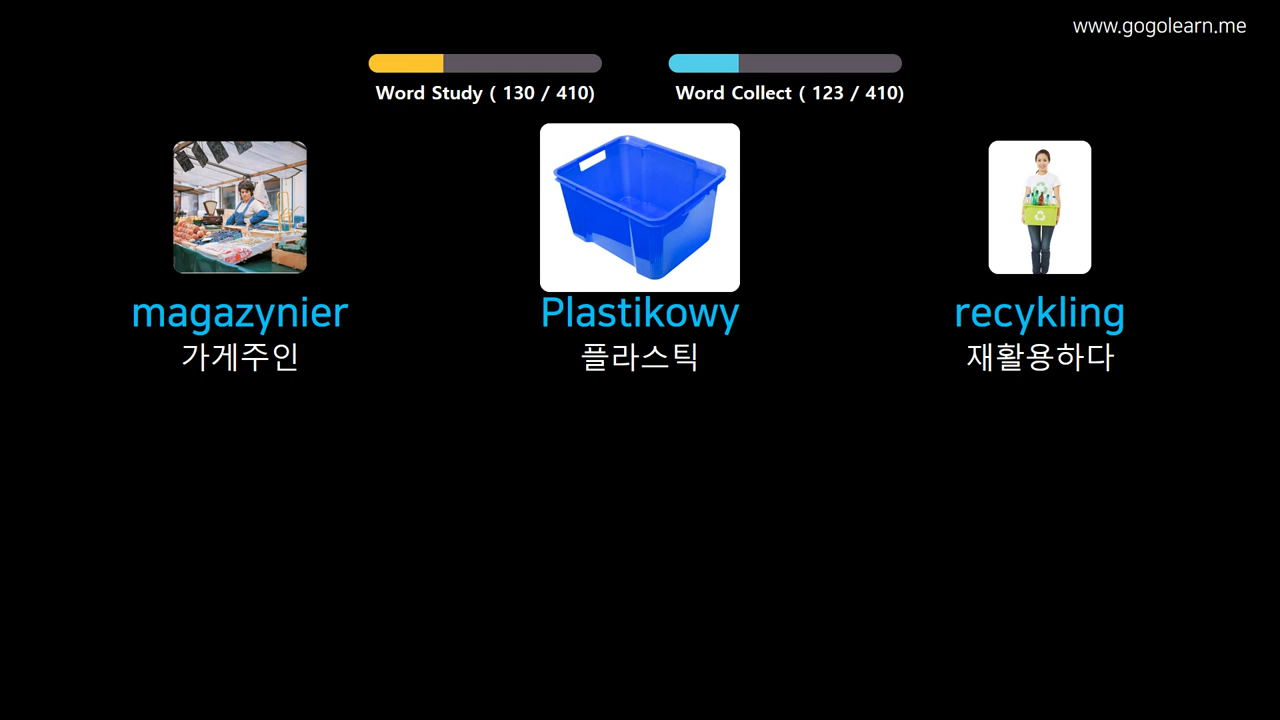 www.gogolearn.me
Word Study ( 130 / 410)
Word Collect ( 123 / 410)
magazynier
Plastikowy
recykling
가게주인
플라스틱
재활용하다